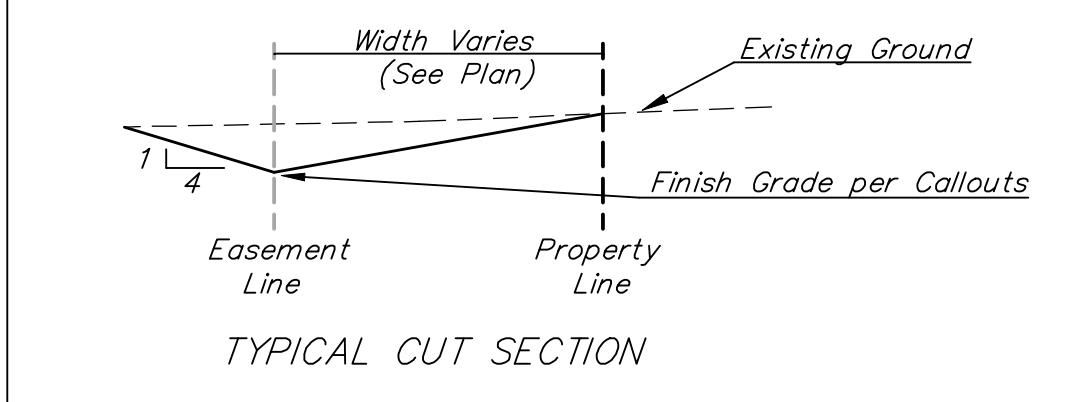 Width Varies
(See Plan)
Existing Ground
1
4
Finish Grade per Callouts
Easement
Line
Property
Line
TYPICAL CUT SECTION